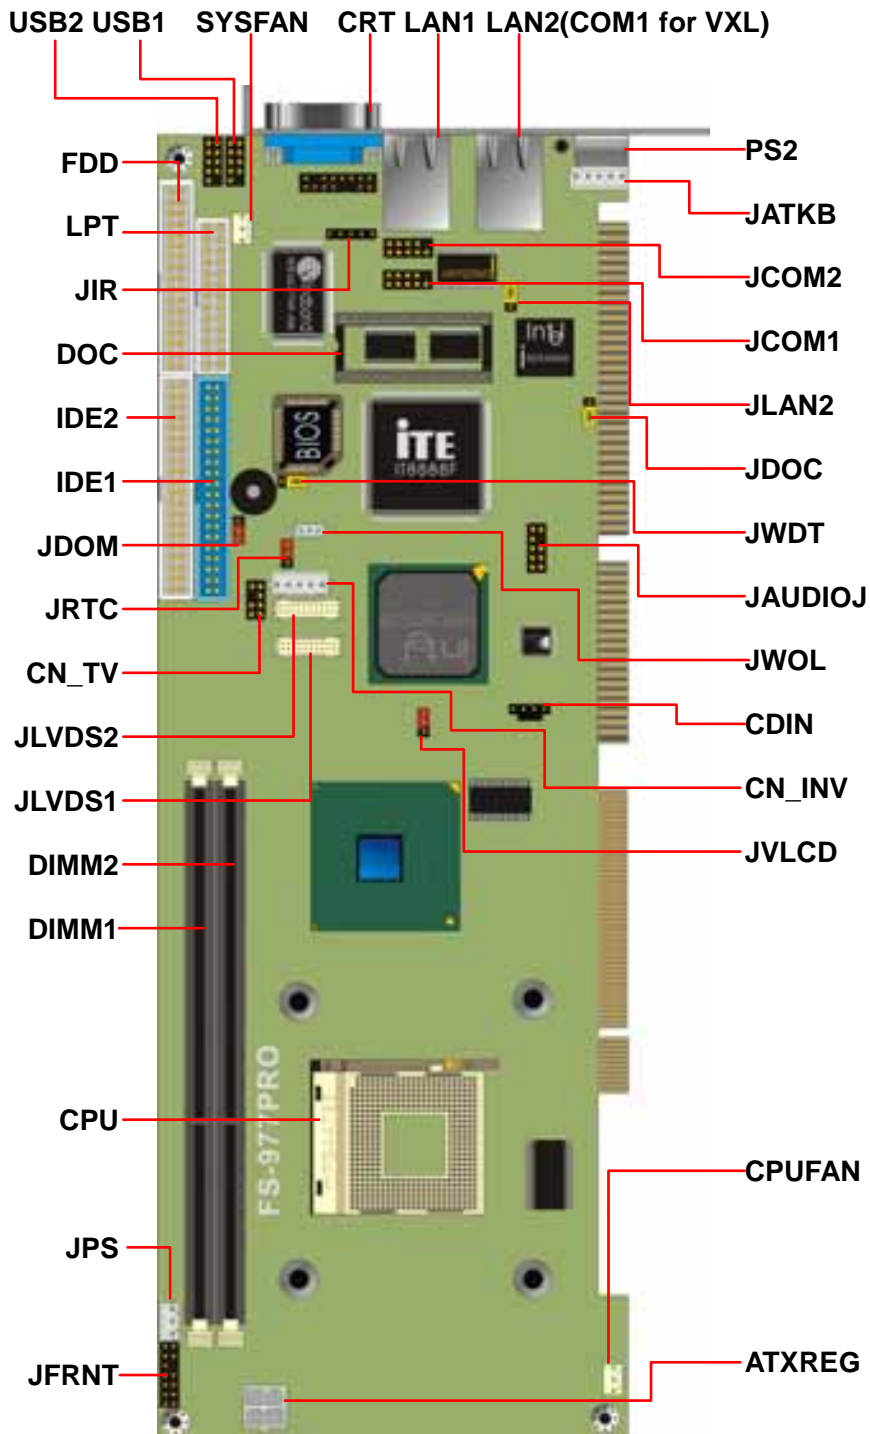 USB2 USB1 SYSFAN CRT LAN1 LAN2(COM1 for VXL)
FDD
LPT
JIR
DOC
IDE2
IDE1
JDOM
JRTC
CN_TV
JLVDS2
JLVDS1
DIMM2
DIMM1
CPU
JPS
JFRNT
PS2
JATKB
JCOM2
JCOM1
JLAN2
JDOC
JWDT
JAUDIOJ
JWOL
CDIN
CN_INV
JVLCD
CPUFAN
ATXREG
BIOS
iTE
IT8888F
FS-977PRO